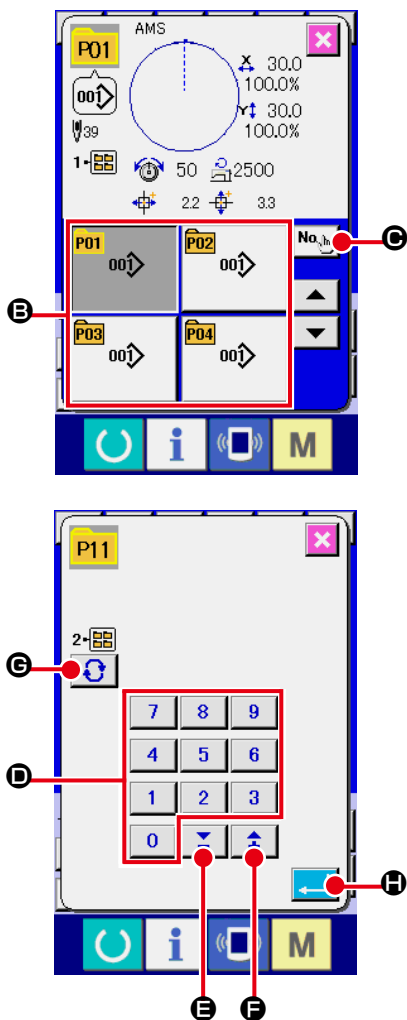 AMS
P01
X 30.0
100.0%
001
Y 30.0
100.0%
39
1
50 2500
2.2 3.3
P01 P02
No.
001 001
C
B
P03 P04
001 001
i M
P11
2
G
7 8 9
D
4 5 6
1 2 3
0
H
i M
E F